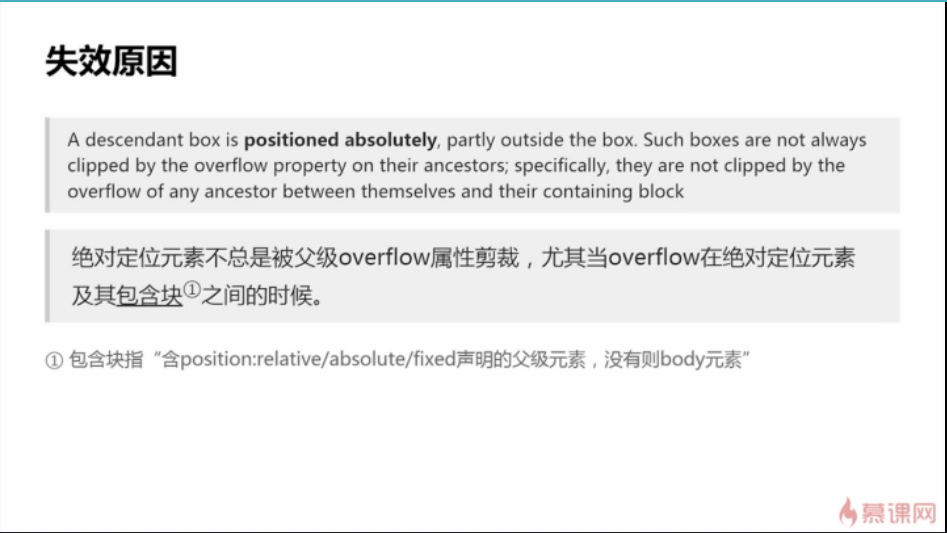 失效原因
A descendant box is positioned absolutely, partly outside the box. Such boxes are not always
clipped by the overflow property on their ancestors; specifically, they are not clipped by the
overflow of any ancestor between themselves and their containing block
绝对定位元素不总是被父级overflow属性剪裁，尤其当overflow在绝对定位元素
及其包含块①之间的时候。
① 包含块指“含position:relative/absolute/fixed声明的父级元素，没有则body元素”
慕课网